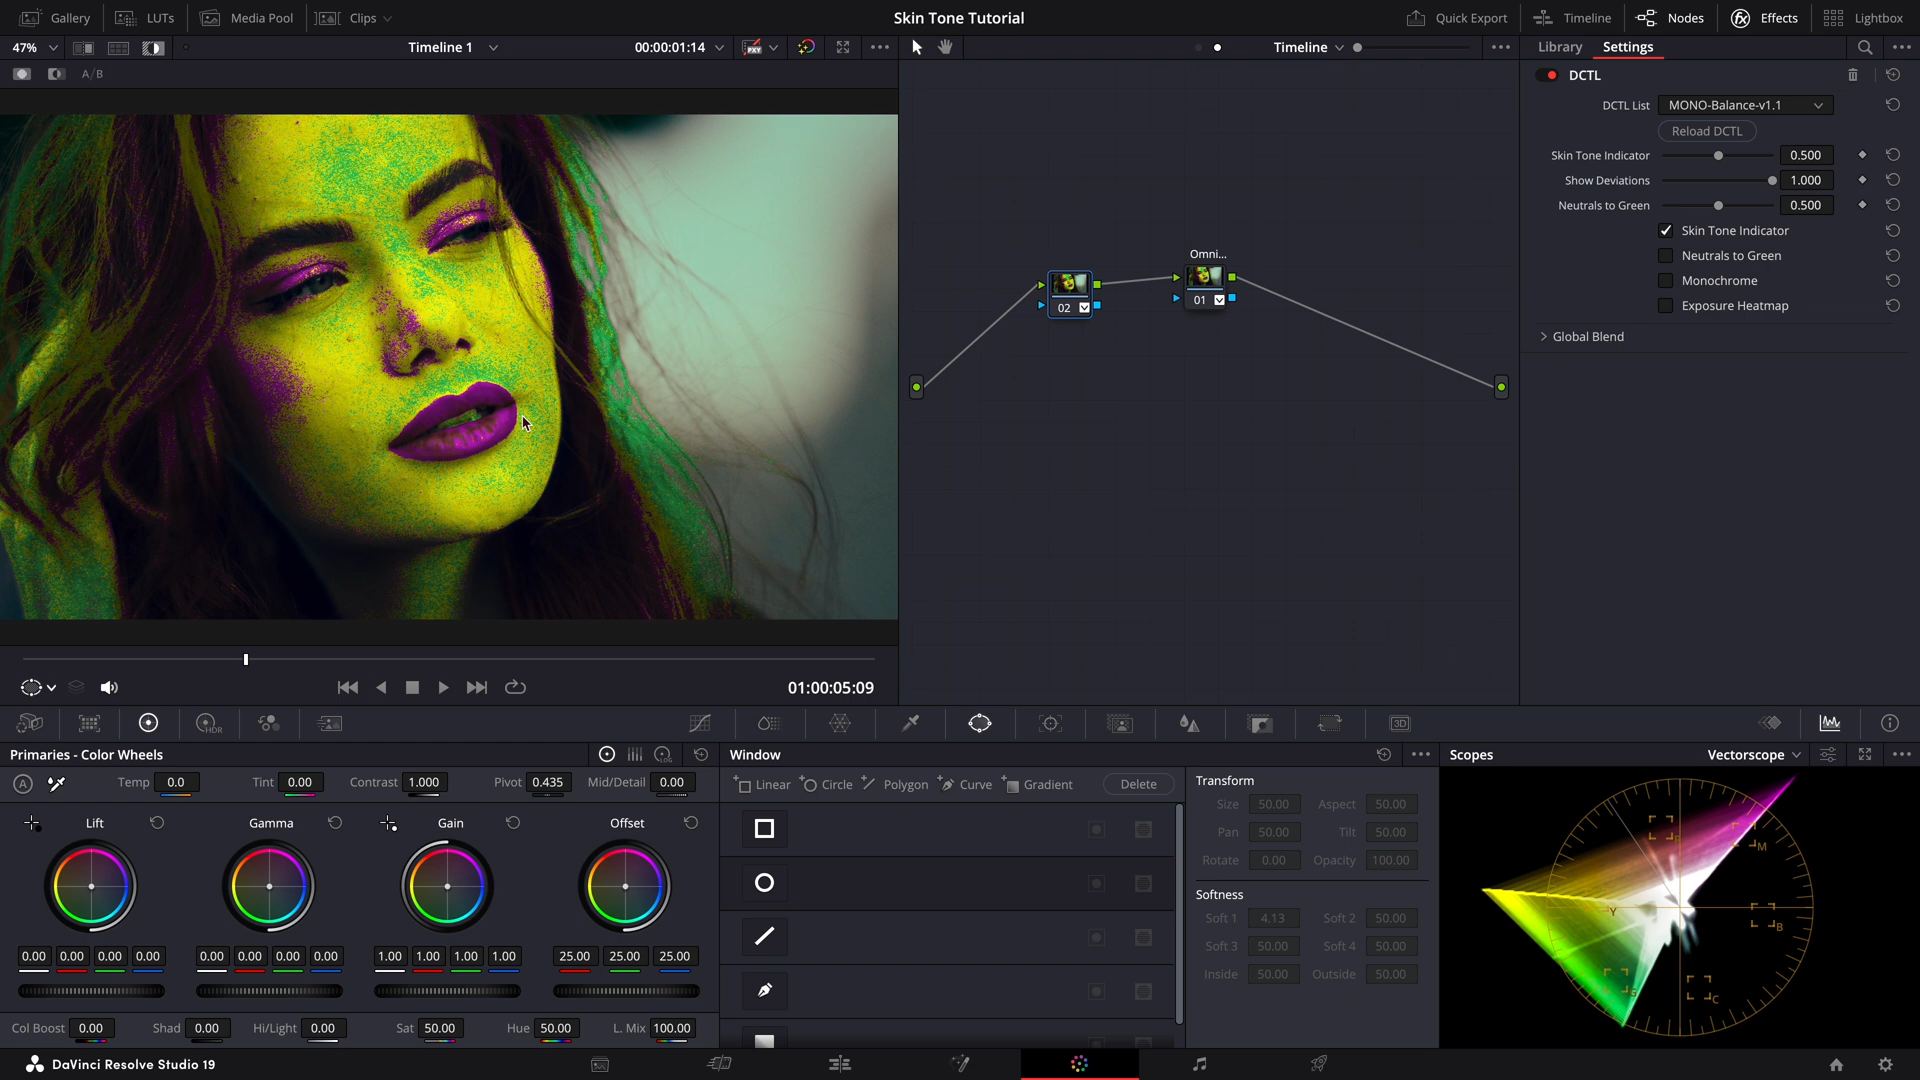 Gallery LUTs Media Pool Clips Skin Tone Tutorial Quick Export Timeline Nodes Effects Lightbox
47% Timeline 1 00:00:01:14 PXY Timeline Library Settings
A/B
DCTL
DCTL List MONO-Balance-v1.1
Reload DCTL
Skin Tone Indicator 0.500
Show Deviations 1.000
Neutrals to Green 0.500
Skin Tone Indicator
Neutrals to Green
Monochrome
Exposure Heatmap
Global Blend
Omni...
02
01
01:00:05:09
HDR
3D
Primaries - Color Wheels
LOG
A Temp 0.0 Tint 0.00 Contrast 1.000 Pivot 0.435 Mid/Detail 0.00
Lift Gamma Gain Offset
0.00 0.00 0.00 0.00 0.00 0.00 0.00 0.00 1.00 1.00 1.00 1.00 25.00 25.00 25.00
Col Boost 0.00 Shad 0.00 Hi/Light 0.00 Sat 50.00 Hue 50.00 L. Mix 100.00
Window
Linear Circle Polygon Curve Gradient Delete
Transform
Size 50.00 Aspect 50.00
Pan 50.00 Tilt 50.00
Rotate 0.00 Opacity 100.00
Softness
Soft 1 4.13 Soft 2 50.00
Soft 3 50.00 Soft 4 50.00
Inside 50.00 Outside 50.00
Scopes Vectorscope
M
Y
B
G
C
DaVinci Resolve Studio 19